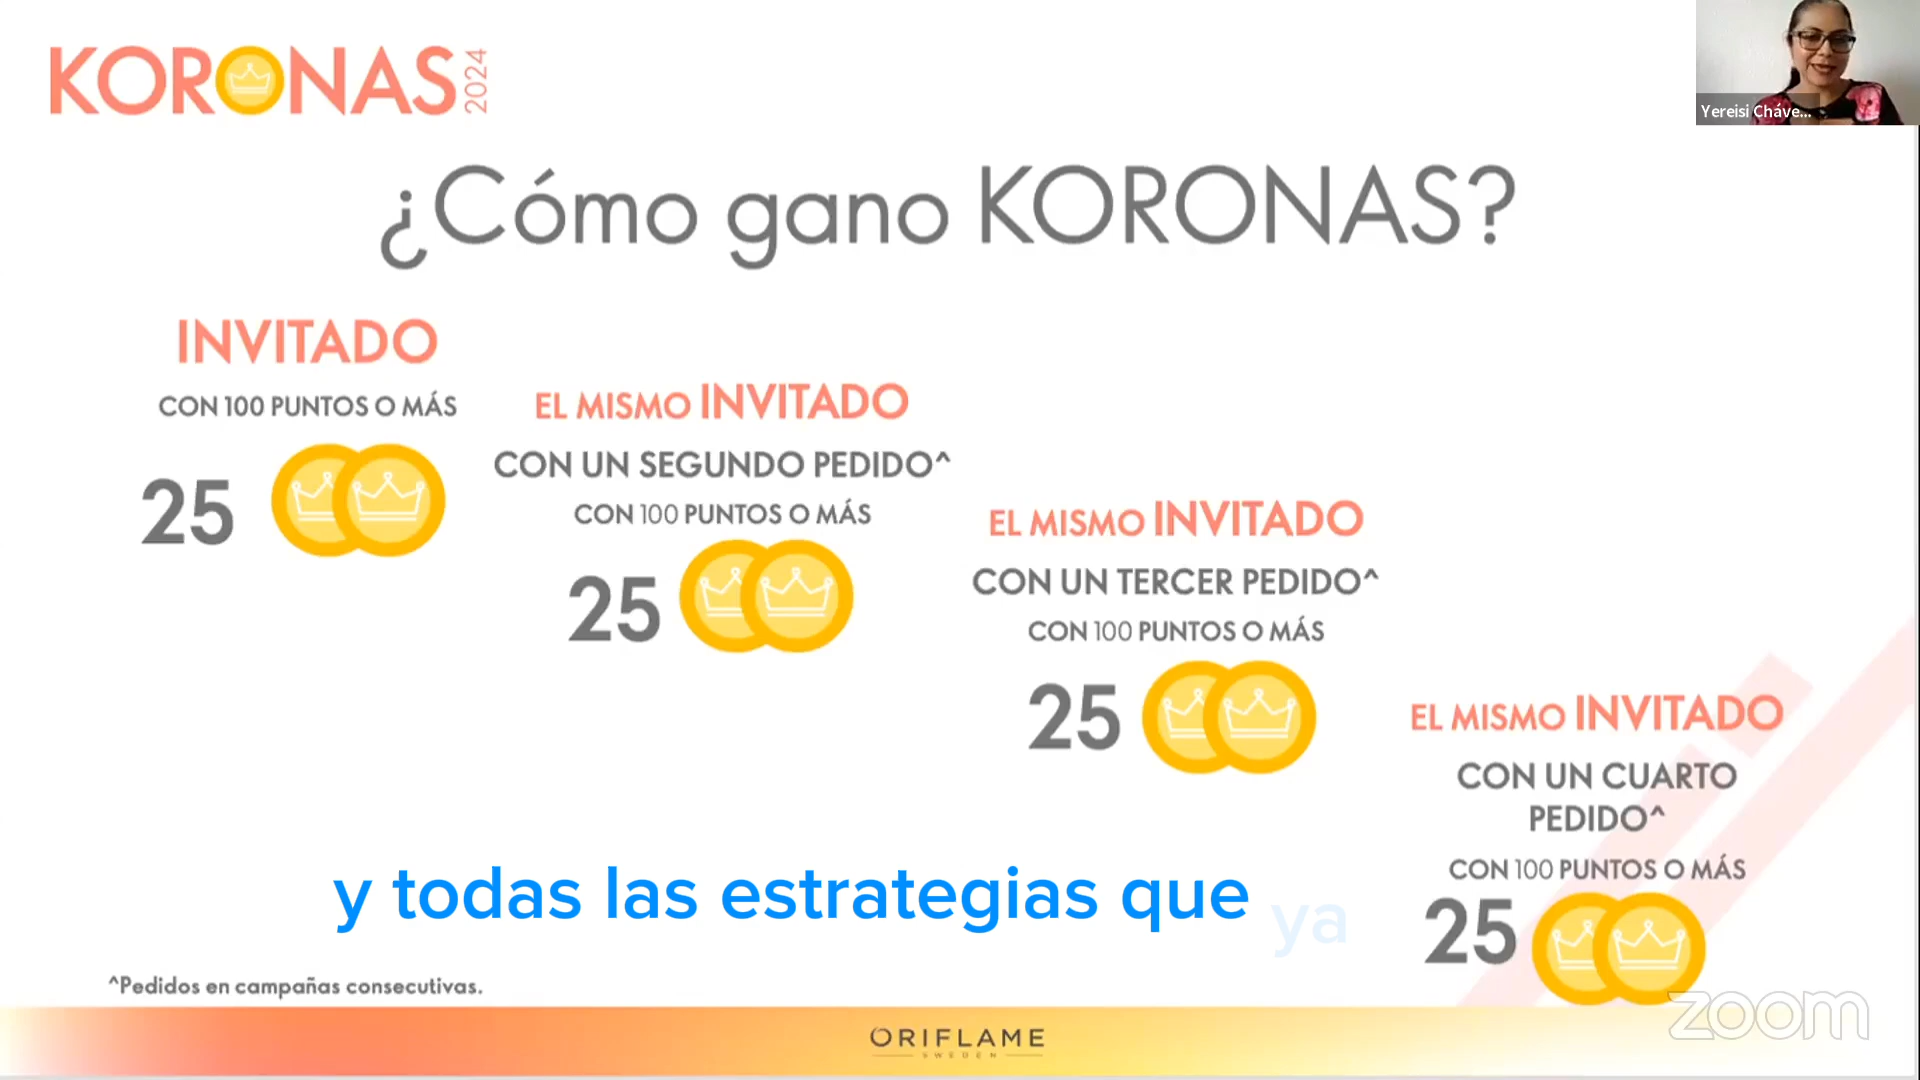 KORONAS 2024
Yereisi Cháve...
¿Cómo gano KORONAS?
INVITADO
CON 100 PUNTOS O MÁS
25
EL MISMO INVITADO
CON UN SEGUNDO PEDIDO^
CON 100 PUNTOS O MÁS
25
EL MISMO INVITADO
CON UN TERCER PEDIDO^
CON 100 PUNTOS O MÁS
25
EL MISMO INVITADO
CON UN CUARTO
PEDIDO^
CON 100 PUNTOS O MÁS
25
y todas las estrategias que ya
^Pedidos en campañas consecutivas.
ORIFLAME
SWEDEN
zoom